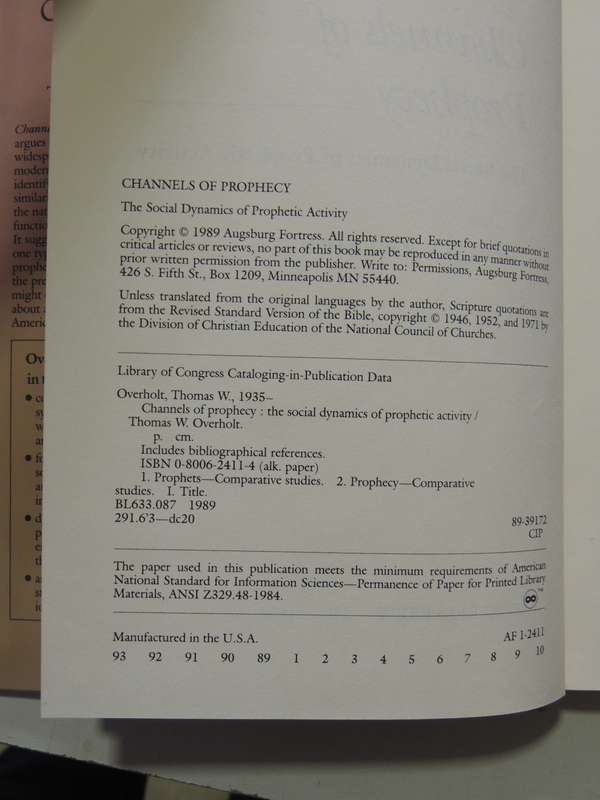 CHANNELS OF PROPHECY
The Social Dynamics of Prophetic Activity
Copyright © 1989 Augsburg Fortress. All rights reserved. Except for brief quotations in
critical articles or reviews, no part of this book may be reproduced in any manner without
prior written permission from the publisher. Write to: Permissions, Augsburg Fortress,
426 S. Fifth St., Box 1209, Minneapolis MN 55440.
Unless translated from the original languages by the author, Scripture quotations are
from the Revised Standard Version of the Bible, copyright © 1946, 1952, and 1971 by
the Division of Christian Education of the National Council of Churches.
Library of Congress Cataloging-in-Publication Data
Overholt, Thomas W., 1935–
Channels of prophecy : the social dynamics of prophetic activity /
Thomas W. Overholt.
p. cm.
Includes bibliographical references.
ISBN 0-8006-2411-4 (alk. paper)
1. Prophets—Comparative studies. 2. Prophecy—Comparative
studies. I. Title.
BL633.087 1989
291.6'3—dc20
89-39172
CIP
The paper used in this publication meets the minimum requirements of American
National Standard for Information Sciences—Permanence of Paper for Printed Library
Materials, ANSI Z329.48-1984.
™
Manufactured in the U.S.A.
AF 1-2411
93 92 91 90 89 1 2 3 4 5 6 7 8 9 10